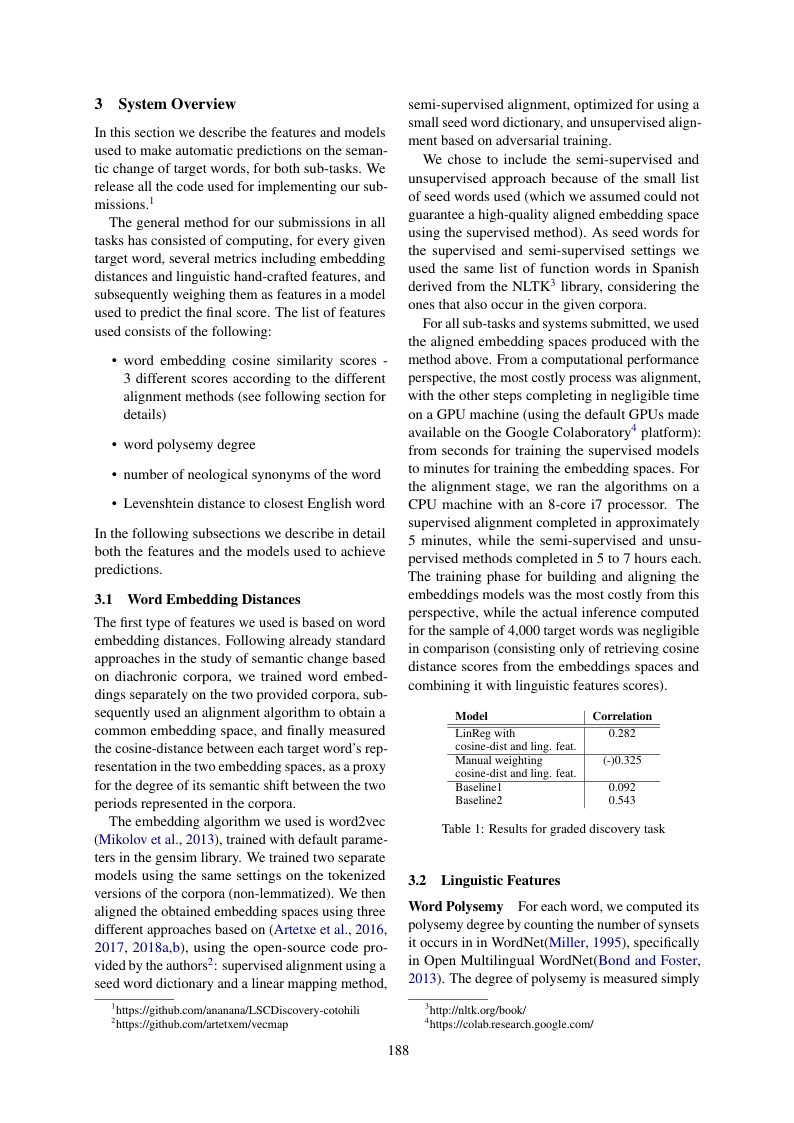 3 System Overview
In this section we describe the features and models
used to make automatic predictions on the seman-
tic change of target words, for both sub-tasks. We
release all the code used for implementing our sub-
missions.1
The general method for our submissions in all
tasks has consisted of computing, for every given
target word, several metrics including embedding
distances and linguistic hand-crafted features, and
subsequently weighing them as features in a model
used to predict the final score. The list of features
used consists of the following:
• word embedding cosine similarity scores -
3 different scores according to the different
alignment methods (see following section for
details)
• word polysemy degree
• number of neological synonyms of the word
• Levenshtein distance to closest English word
In the following subsections we describe in detail
both the features and the models used to achieve
predictions.
3.1 Word Embedding Distances
The first type of features we used is based on word
embedding distances. Following already standard
approaches in the study of semantic change based
on diachronic corpora, we trained word embed-
dings separately on the two provided corpora, sub-
sequently used an alignment algorithm to obtain a
common embedding space, and finally measured
the cosine-distance between each target word's rep-
resentation in the two embedding spaces, as a proxy
for the degree of its semantic shift between the two
periods represented in the corpora.
The embedding algorithm we used is word2vec
(Mikolov et al., 2013), trained with default parame-
ters in the gensim library. We trained two separate
models using the same settings on the tokenized
versions of the corpora (non-lemmatized). We then
aligned the obtained embedding spaces using three
different approaches based on (Artetxe et al., 2016,
2017, 2018a,b), using the open-source code pro-
vided by the authors2: supervised alignment using a
seed word dictionary and a linear mapping method,
1https://github.com/ananana/LSCDiscovery-cotohili
2https://github.com/artetxem/vecmap
semi-supervised alignment, optimized for using a
small seed word dictionary, and unsupervised align-
ment based on adversarial training.
We chose to include the semi-supervised and
unsupervised approach because of the small list
of seed words used (which we assumed could not
guarantee a high-quality aligned embedding space
using the supervised method). As seed words for
the supervised and semi-supervised settings we
used the same list of function words in Spanish
derived from the NLTK3 library, considering the
ones that also occur in the given corpora.
For all sub-tasks and systems submitted, we used
the aligned embedding spaces produced with the
method above. From a computational performance
perspective, the most costly process was alignment,
with the other steps completing in negligible time
on a GPU machine (using the default GPUs made
available on the Google Colaboratory4 platform):
from seconds for training the supervised models
to minutes for training the embedding spaces. For
the alignment stage, we ran the algorithms on a
CPU machine with an 8-core i7 processor. The
supervised alignment completed in approximately
5 minutes, while the semi-supervised and unsu-
pervised methods completed in 5 to 7 hours each.
The training phase for building and aligning the
embeddings models was the most costly from this
perspective, while the actual inference computed
for the sample of 4,000 target words was negligible
in comparison (consisting only of retrieving cosine
distance scores from the embeddings spaces and
combining it with linguistic features scores).
Model Correlation
LinReg with 0.282
cosine-dist and ling. feat.
Manual weighting (-)0.325
cosine-dist and ling. feat.
Baseline1 0.092
Baseline2 0.543
Table 1: Results for graded discovery task
3.2 Linguistic Features
Word Polysemy For each word, we computed its
polysemy degree by counting the number of synsets
it occurs in in WordNet(Miller, 1995), specifically
in Open Multilingual WordNet(Bond and Foster,
2013). The degree of polysemy is measured simply
3http://nltk.org/book/
4https://colab.research.google.com/
188